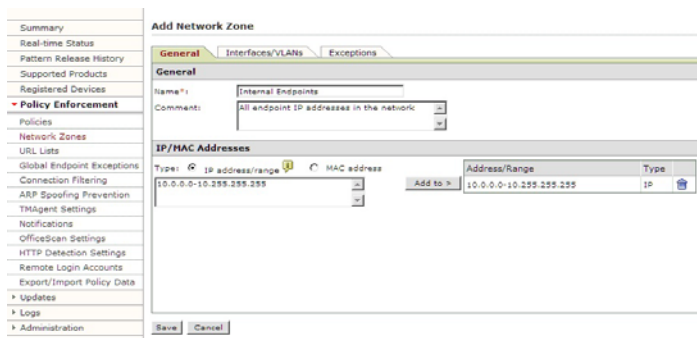 Summary
Real-time Status
Pattern Release History
Supported Products
Registered Devices
Policy Enforcement
Policies
Network Zones
URL Lists
Global Endpoint Exceptions
Connection Filtering
ARP Spoofing Prevention
TMAgent Settings
Notifications
OfficeScan Settings
HTTP Detection Settings
Remote Login Accounts
Export/Import Policy Data
Updates
Logs
Administration
Add Network Zone
General Interfaces/VLANs Exceptions
General
Name*: Internal Endpoints
Comment: All endpoint IP addresses in the network
IP/MAC Addresses
Type: IP address/range MAC address
10.0.0.0-10.255.255.255
Add to >
Address/Range Type
10.0.0.0-10.255.255.255 IP
Save Cancel